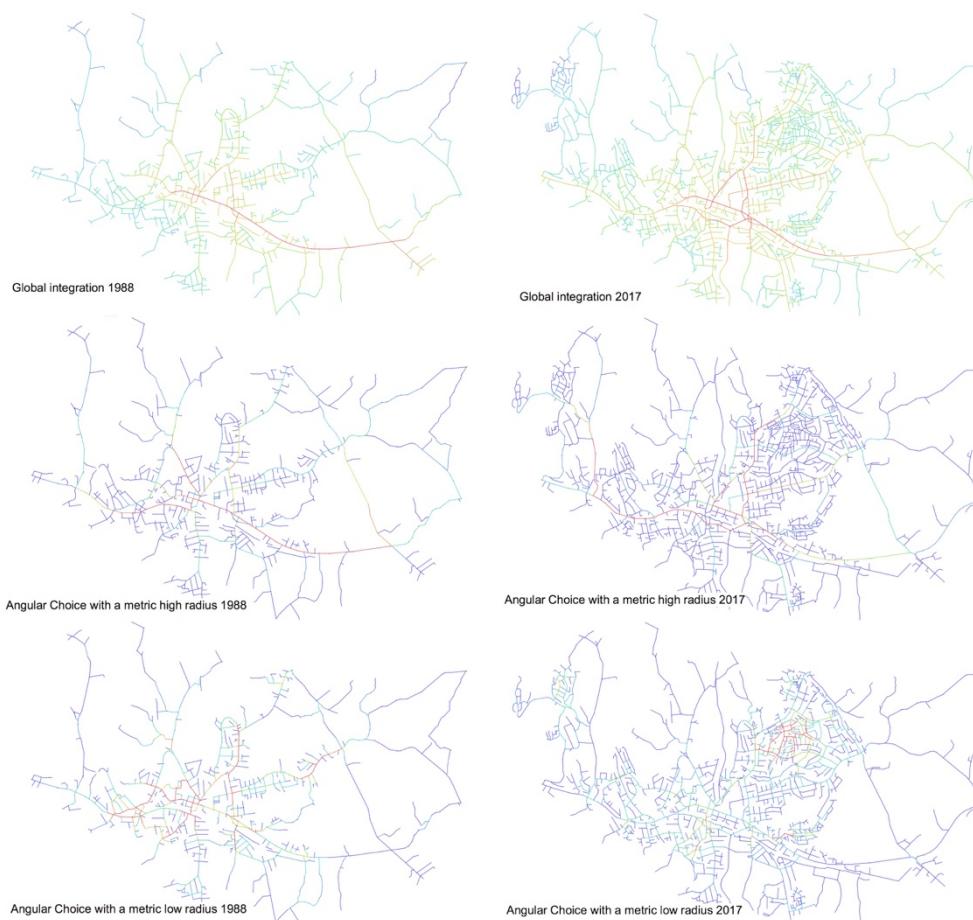 Global integration 1988
Global integration 2017
Angular Choice with a metric high radius 1988
Angular Choice with a metric high radius 2017
Angular Choice with a metric low radius 1988
Angular Choice with a metric low radius 2017